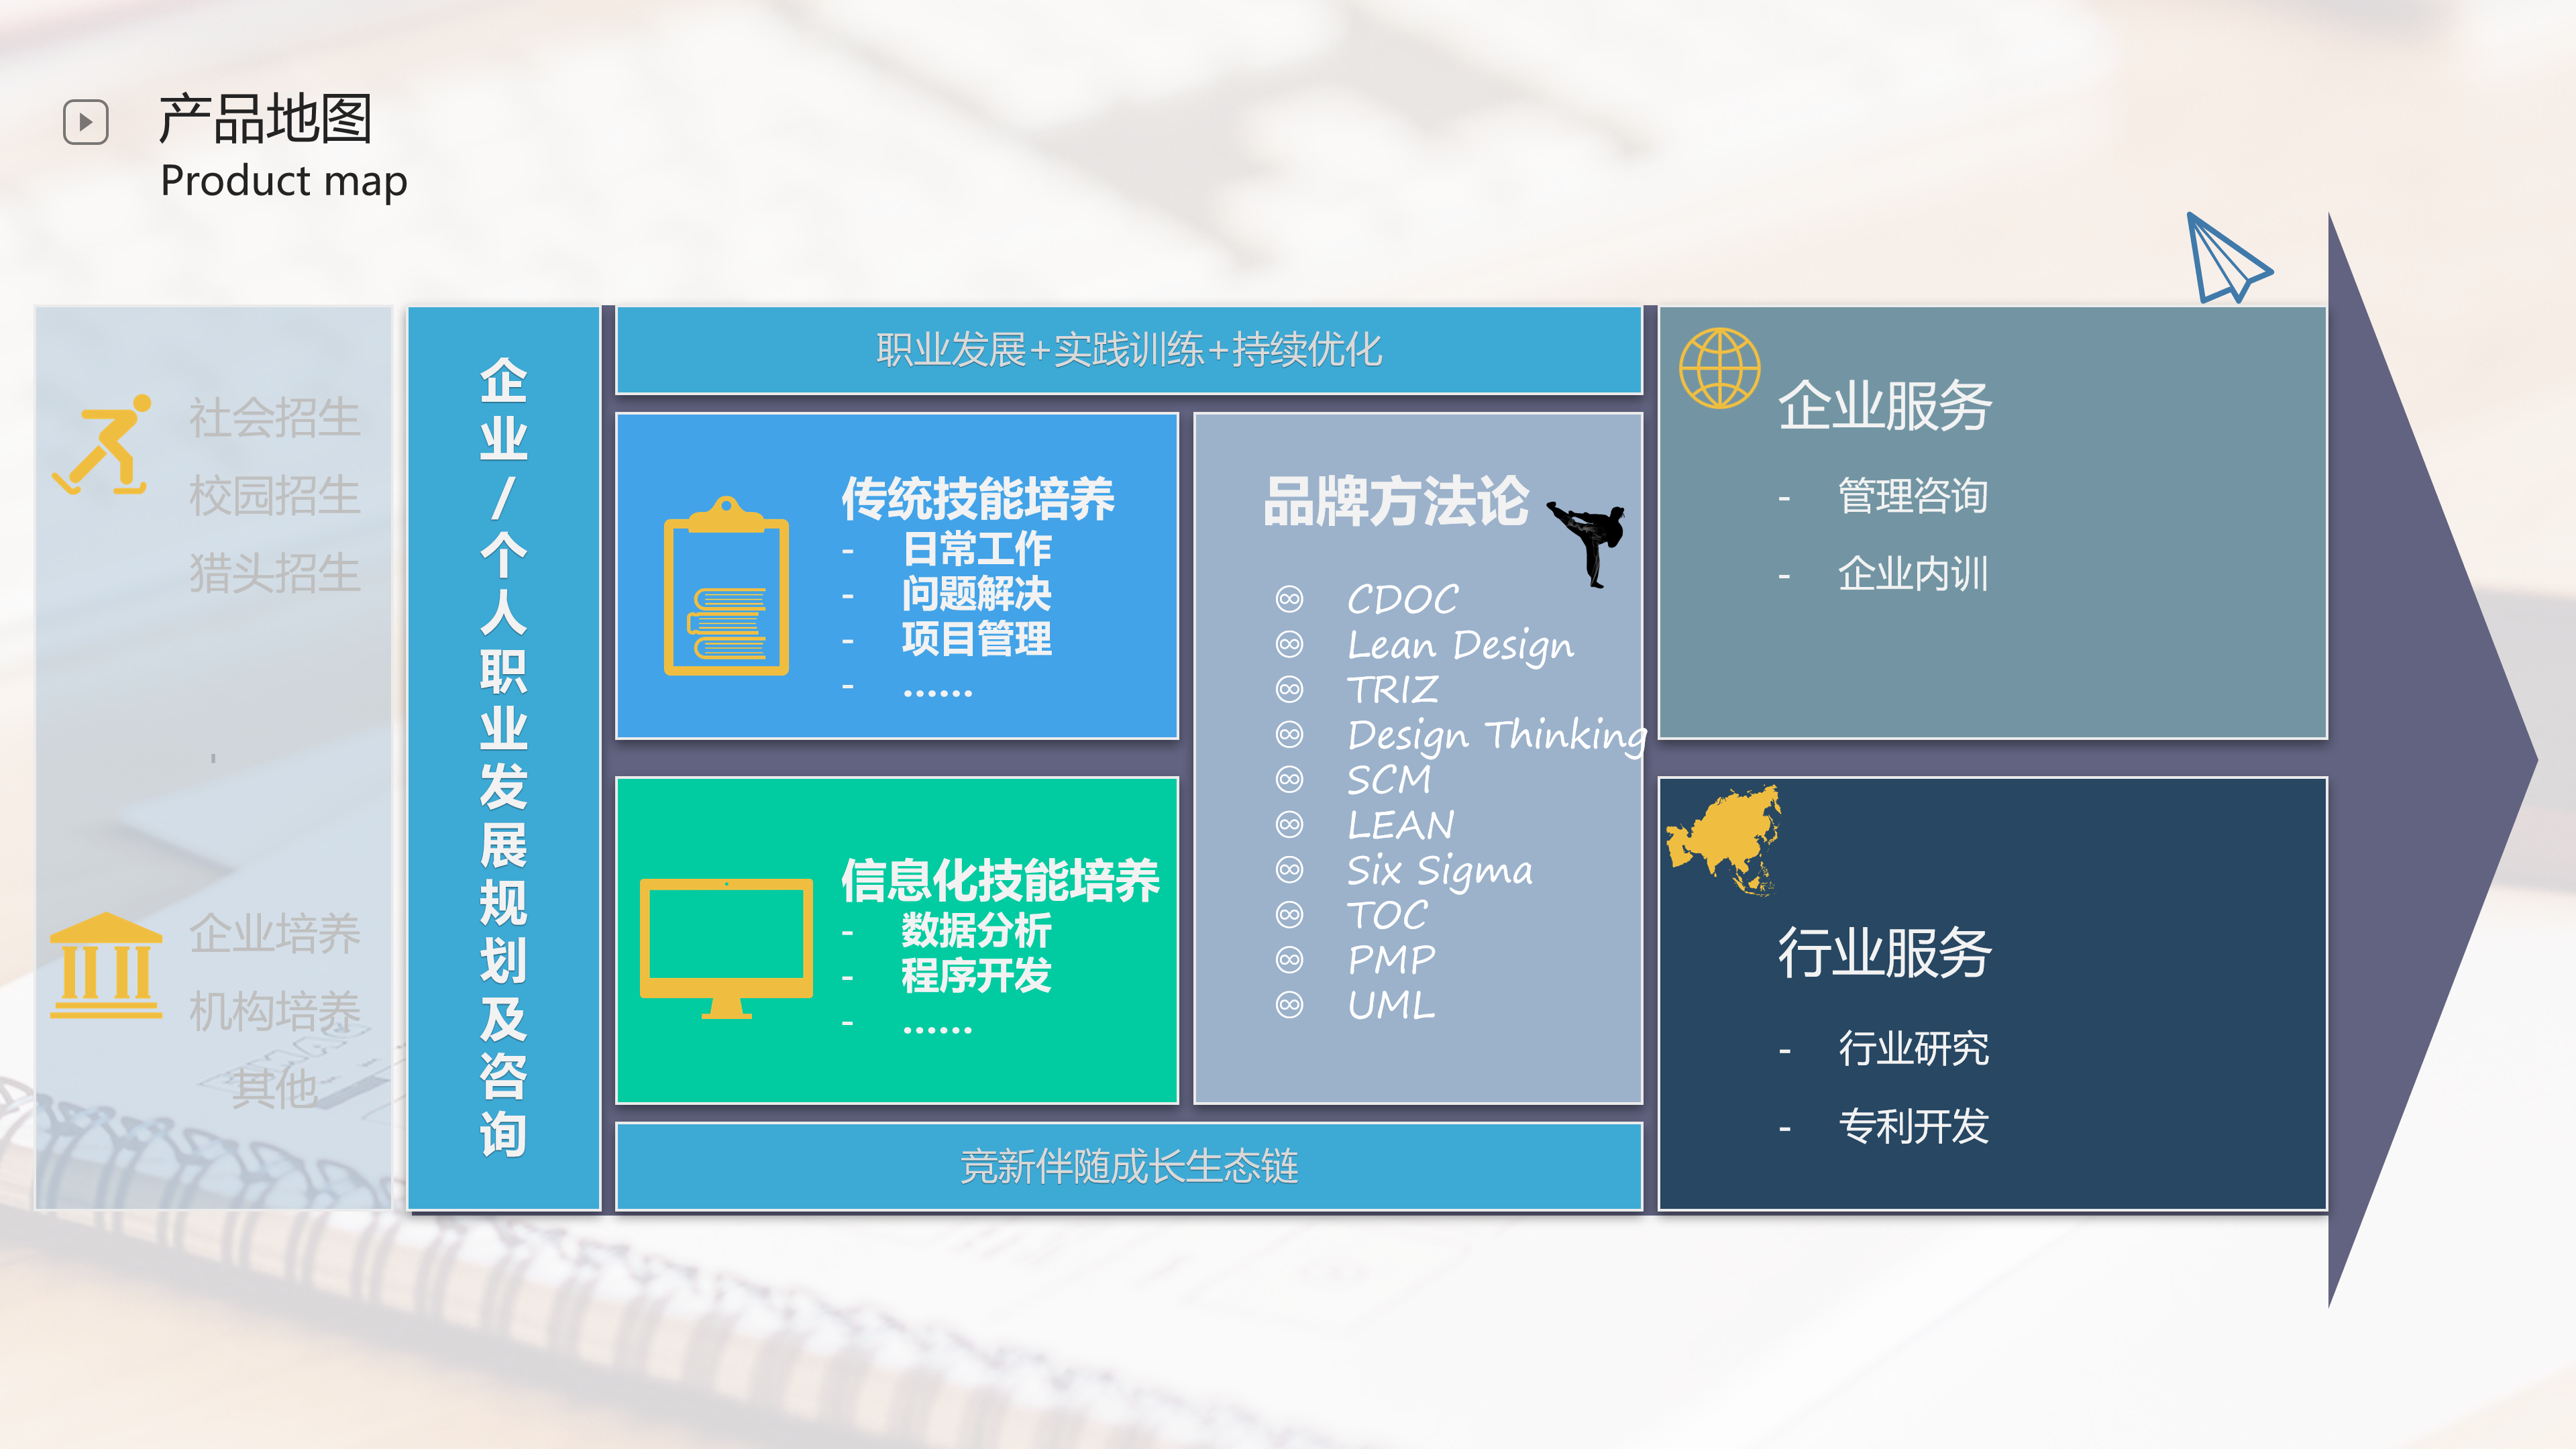 产品地图
Product map
社会招生
校园招生
猎头招生
企业培养
机构培养
其他
企业/个人职业发展规划及咨询
职业发展+实践训练+持续优化
传统技能培养
- 日常工作
- 问题解决
- 项目管理
- ……
信息化技能培养
- 数据分析
- 程序开发
- ……
品牌方法论
♾ CDOC
♾ Lean Design
♾ TRIZ
♾ Design Thinking
♾ SCM
♾ LEAN
♾ Six Sigma
♾ TOC
♾ PMP
♾ UML
竞新伴随成长生态链
企业服务
- 管理咨询
- 企业内训
行业服务
- 行业研究
- 专利开发